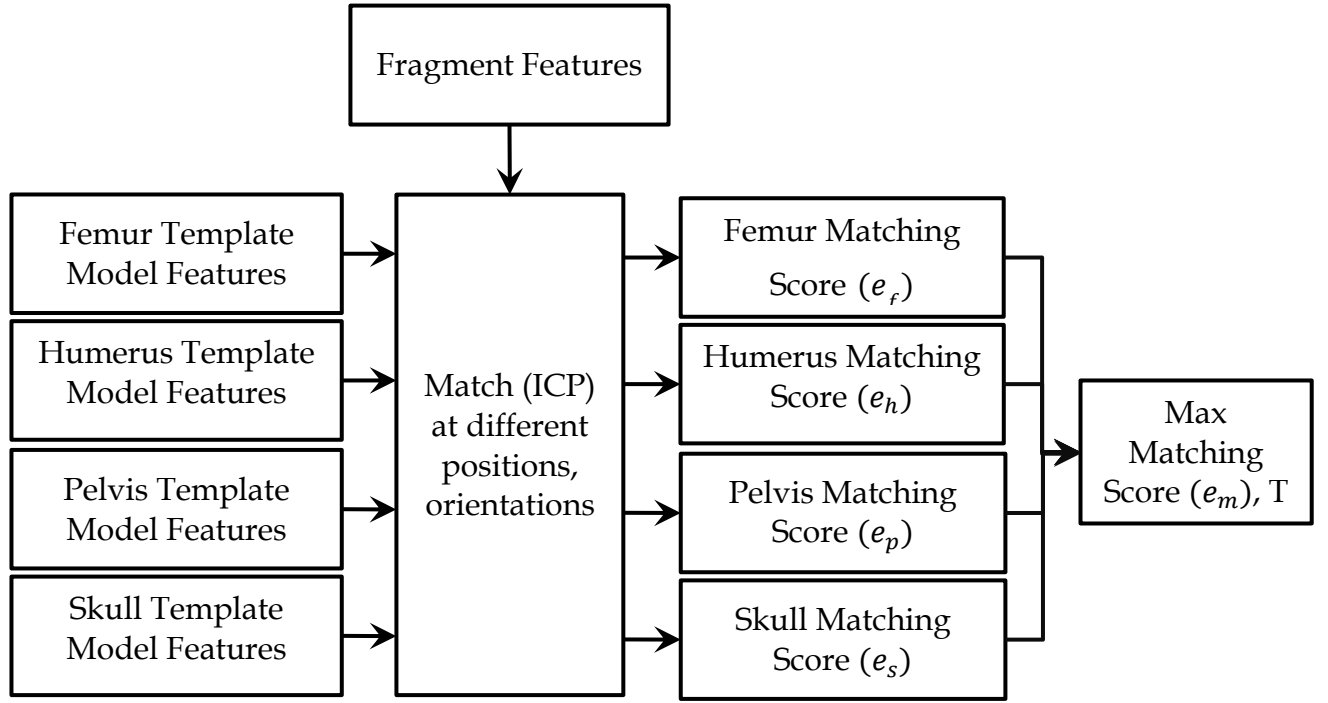 Fragment Features
Femur Template
Model Features
Humerus Template
Model Features
Pelvis Template
Model Features
Skull Template
Model Features
Match (ICP)
at different
positions,
orientations
Femur Matching
Score (e_f)
Humerus Matching
Score (e_h)
Pelvis Matching
Score (e_p)
Skull Matching
Score (e_s)
Max
Matching
Score (e_m), T